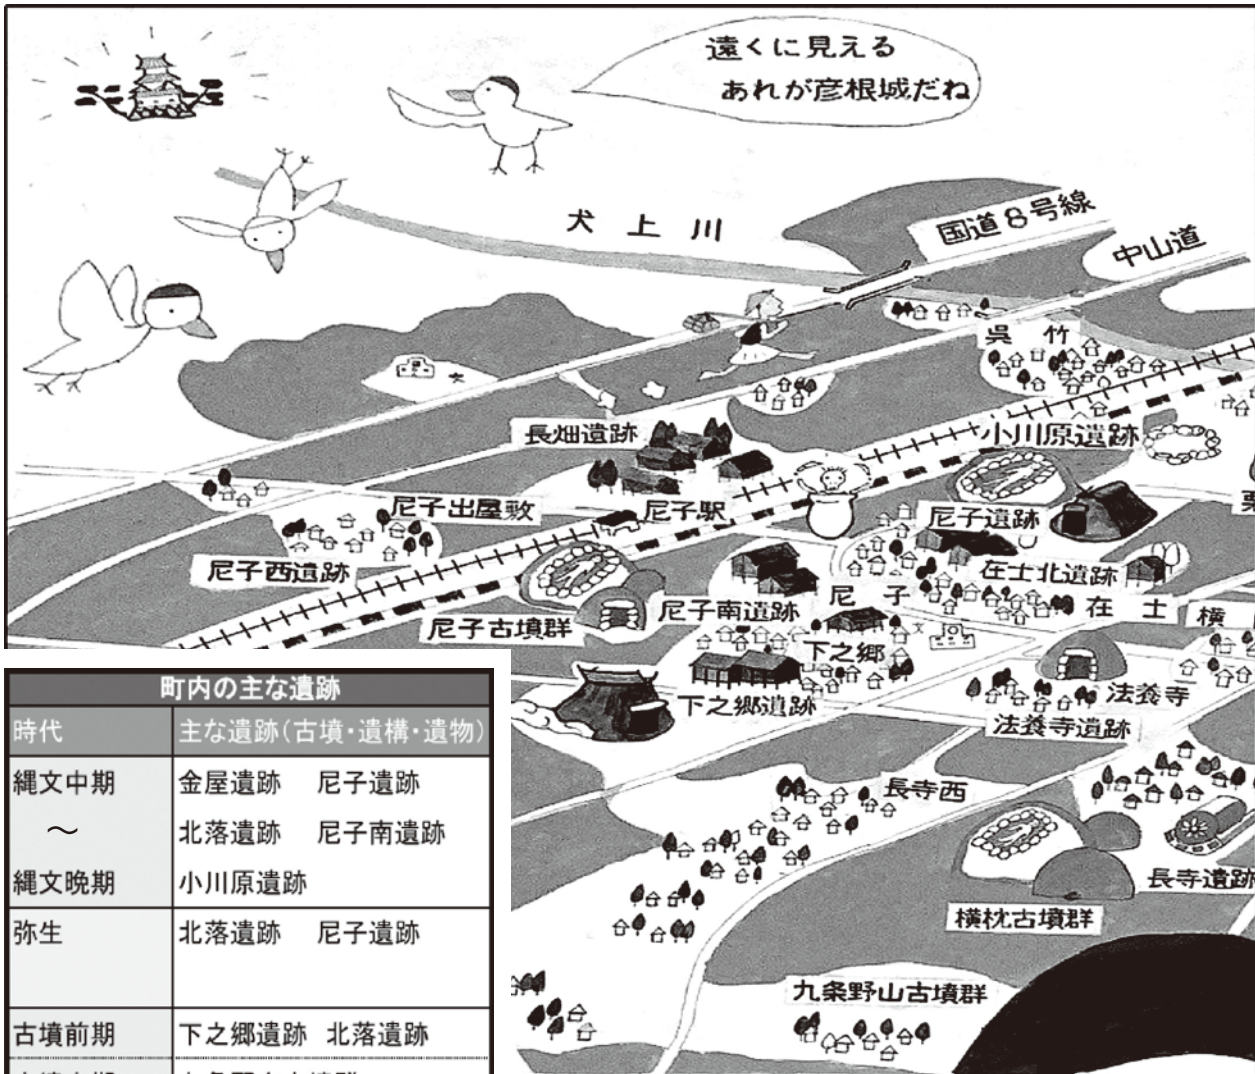 遠くに見える
あれが彦根城だね
犬上川
国道8号線
中山道
呉竹
長畑遺跡
小川原遺跡
尼子出屋敷
尼子駅
尼子遺跡
尼子西遺跡
在士北遺跡
尼子古墳群
尼子南遺跡
尼子
在士
横
下之郷
下之郷遺跡
法養寺
法養寺遺跡
長寺西
長寺遺跡
横枕古墳群
九条野山古墳群
町内の主な遺跡
時代 主な遺跡(古墳・遺構・遺物)
縄文中期 金屋遺跡 尼子遺跡
～ 北落遺跡 尼子南遺跡
縄文晩期 小川原遺跡
弥生 北落遺跡 尼子遺跡
古墳前期 下之郷遺跡 北落遺跡